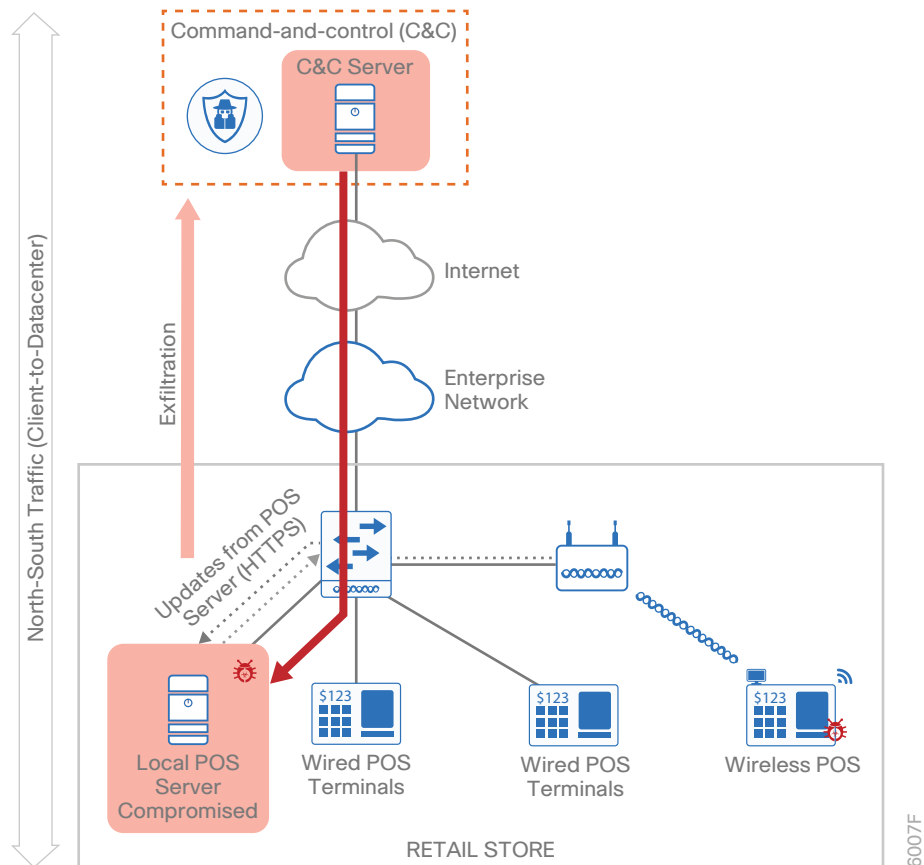 Command-and-control (C&C)
C&C Server
North-South Traffic (Client-to-Datacenter)
Exfiltration
Internet
Enterprise
Network
Updates from POS
Server (HTTPS)
$123
$123
$123
Local POS
Server
Compromised
Wired POS
Terminals
Wired POS
Terminals
Wireless POS
RETAIL STORE
6007F